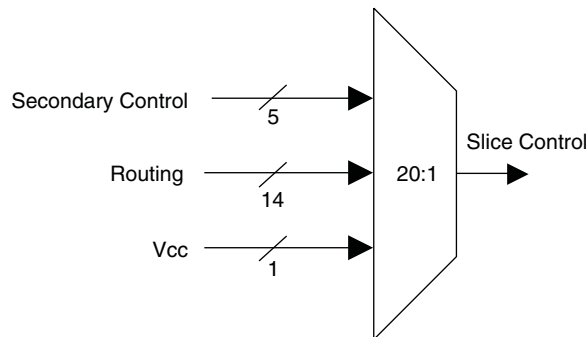 Secondary Control
5
Slice Control
Routing
14
20:1
Vcc
1